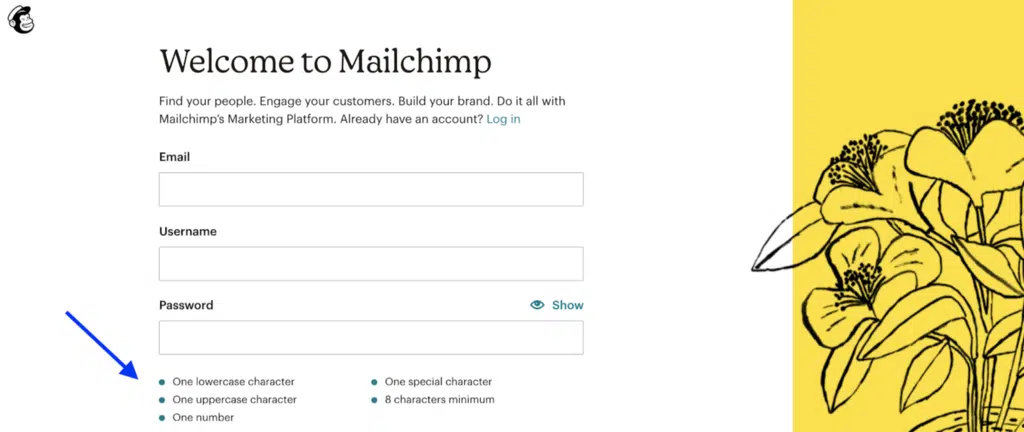 Welcome to Mailchimp
Find your people. Engage your customers. Build your brand. Do it all with
Mailchimp's Marketing Platform. Already have an account? Log in
Email
Username
Password
Show
One lowercase character
One uppercase character
One number
One special character
8 characters minimum